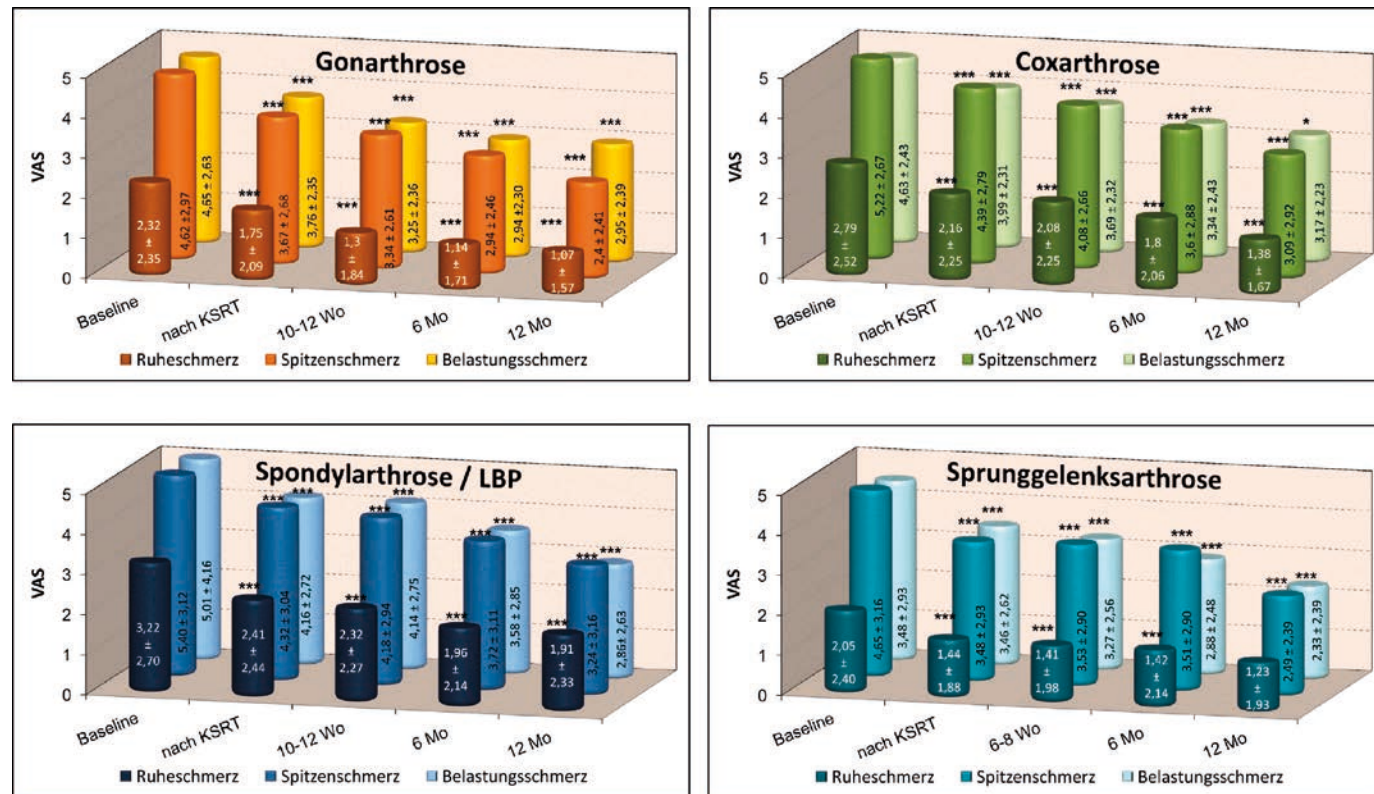 Gonarthrose
VAS
5
4
3
2
1
0
*** *** *** *** *** *** *** *** *** *** *** ***
2,32 ± 2,35
4,62 ±2,97
4,65 ± 2,63
1,75 ± 2,09
3,67 ± 2,68
3,76 ± 2,35
1,3 ± 1,84
3,34 ± 2,61
3,25 ± 2,36
1,14 ± 1,71
2,94 ± 2,46
2,94 ±2,30
1,07 ± 1,57
2,4 ± 2,41
2,95 ± 2,39
Baseline
nach KSRT
10-12 Wo
6 Mo
12 Mo
Ruheschmerz Spitzenschmerz Belastungsschmerz
Coxarthrose
VAS
5
4
3
2
1
0
*** *** *** *** *** *** *** *** *** *** *** *
2,79 ± 2,52
5,22 ± 2,67
4,63 ± 2,43
2,16 ± 2,25
4,39 ± 2,79
3,99 ± 2,31
2,08 ± 2,25
4,08 ± 2,66
3,69 ± 2,32
1,8 ± 2,06
3,6 ± 2,88
3,34 ± 2,43
1,38 ± 1,67
3,09 ± 2,92
3,17 ± 2,23
Baseline
nach KSRT
10-12 Wo
6 Mo
12 Mo
Ruheschmerz Spitzenschmerz Belastungsschmerz
Spondylarthrose / LBP
VAS
5
4
3
2
1
0
*** *** *** *** *** *** *** *** *** *** *** ***
3,22 ± 2,70
5,40 ± 3,12
5,01 ± 4,16
2,41 ± 2,44
4,32 ± 3,04
4,16 ± 2,72
2,32 ± 2,27
4,18 ± 2,94
4,14 ± 2,75
1,96 ± 2,14
3,72 ± 3,11
3,58 ± 2,85
1,91 ± 2,33
3,24 ± 3,16
2,86± 2,63
Baseline
nach KSRT
10-12 Wo
6 Mo
12 Mo
Ruheschmerz Spitzenschmerz Belastungsschmerz
Sprunggelenksarthrose
VAS
5
4
3
2
1
0
*** *** *** *** *** *** *** *** *** *** *** ***
2,05 ± 2,40
4,65 ± 3,16
3,48 ± 2,93
1,44 ± 1,88
3,48 ± 2,93
3,46 ± 2,62
1,41 ± 1,98
3,53 ± 2,90
3,27 ± 2,56
1,42 ± 2,14
3,51 ± 2,90
2,88 ± 2,48
1,23 ± 1,93
2,49 ± 2,39
2,33 ± 2,39
Baseline
nach KSRT
6-8 Wo
6 Mo
12 Mo
Ruheschmerz Spitzenschmerz Belastungsschmerz